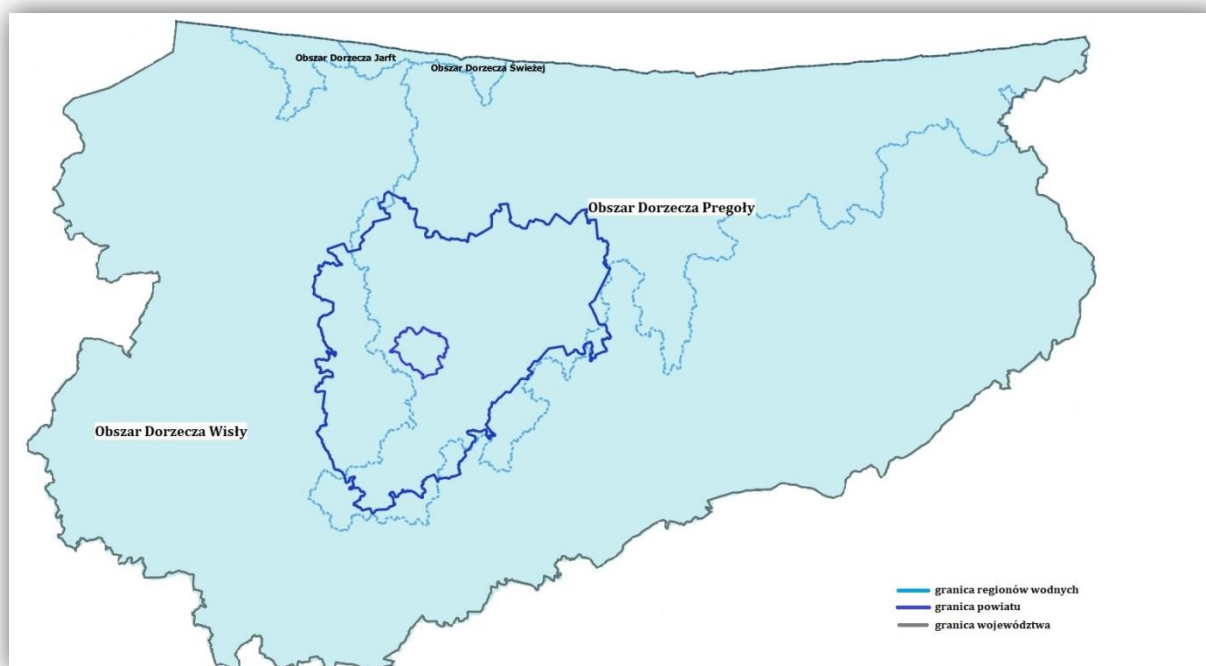 Obszar Dorzecza Jarft
Obszar Dorzecza Świeżej
Obszar Dorzecza Pregoły
Obszar Dorzecza Wisły
granica regionów wodnych
granica powiatu
granica województwa